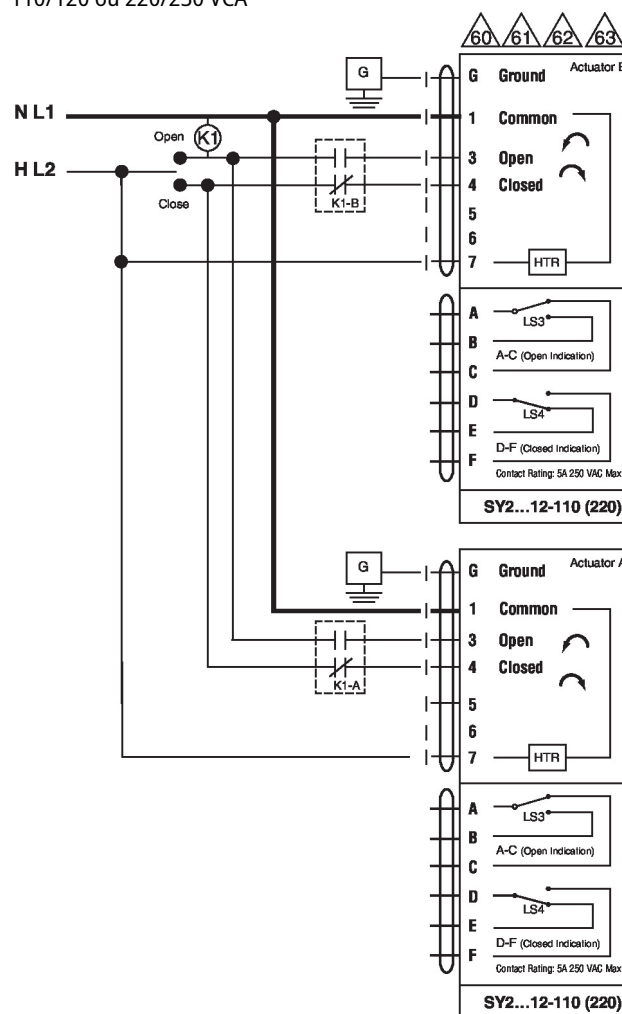 110/120 ou 220/230 VCA
60 61 62 63
G
G Ground
Actuator B
N L1
1 Common
Open
K1
3 Open
H L2
4 Closed
Close
K1-B
5
6
7
HTR
A
LS3
B
A-C (Open Indication)
C
D
LS4
E
D-F (Closed Indication)
F
Contact Rating: 5A 250 VAC Max
SY2...12-110 (220)
G
G Ground
Actuator A
1 Common
3 Open
4 Closed
K1-A
5
6
7
HTR
A
LS3
B
A-C (Open Indication)
C
D
LS4
E
D-F (Closed Indication)
F
Contact Rating: 5A 250 VAC Max
SY2...12-110 (220)